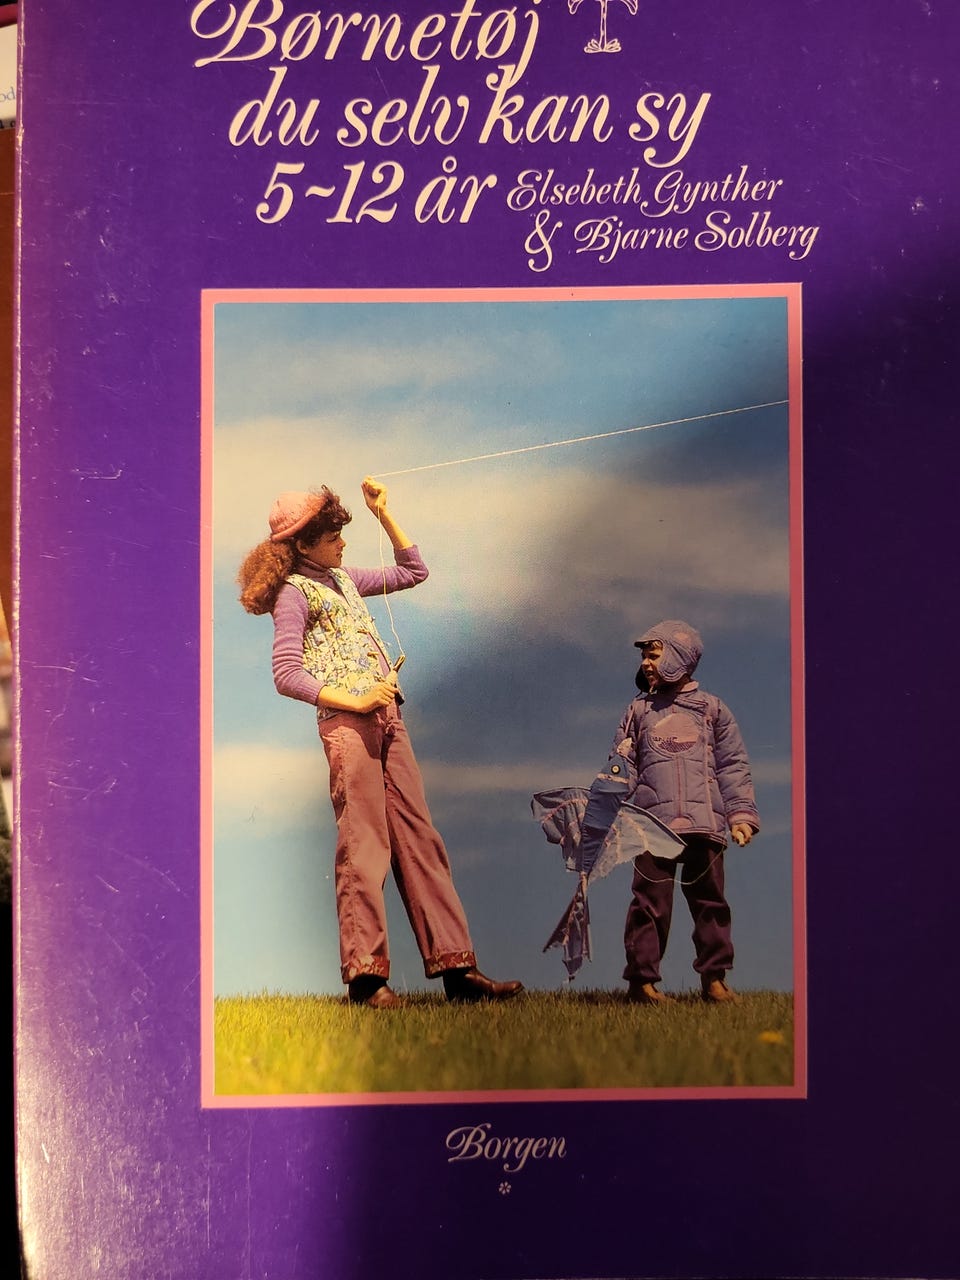 Børnetøj
du selv kan sy
5~12 år
Elsebeth Gynther
& Bjarne Solberg
Borgen